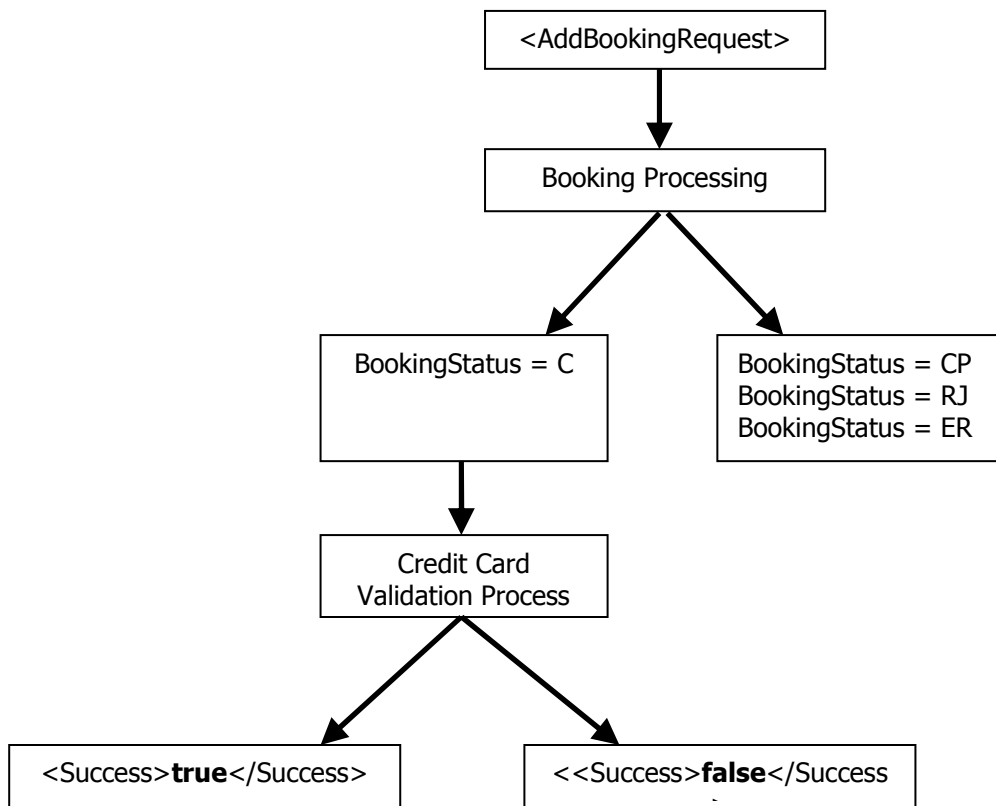 <AddBookingRequest>
Booking Processing
BookingStatus = C
BookingStatus = CP
BookingStatus = RJ
BookingStatus = ER
Credit Card
Validation Process
<Success>true</Success>
<<Success>false</Success
>